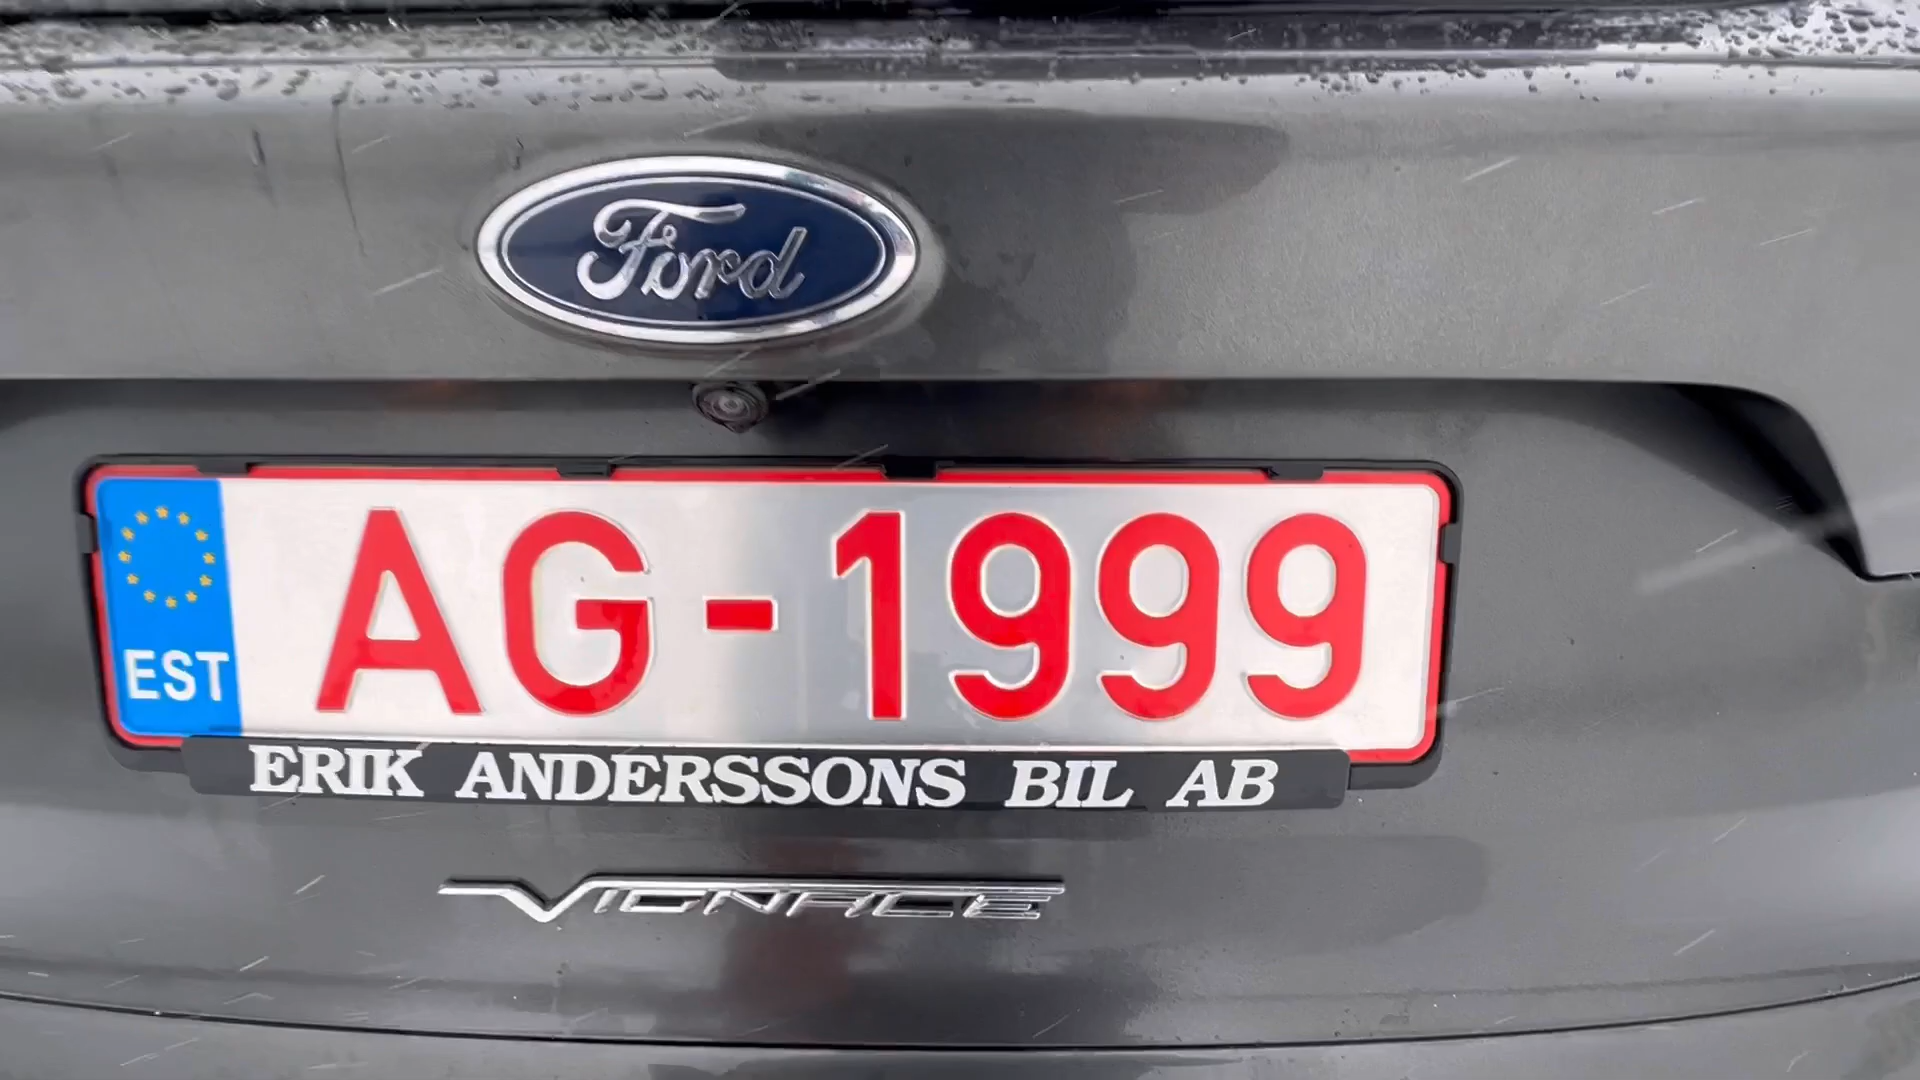 Ford
EST
AG-1999
ERIK ANDERSSONS BIL AB
VIGNALE